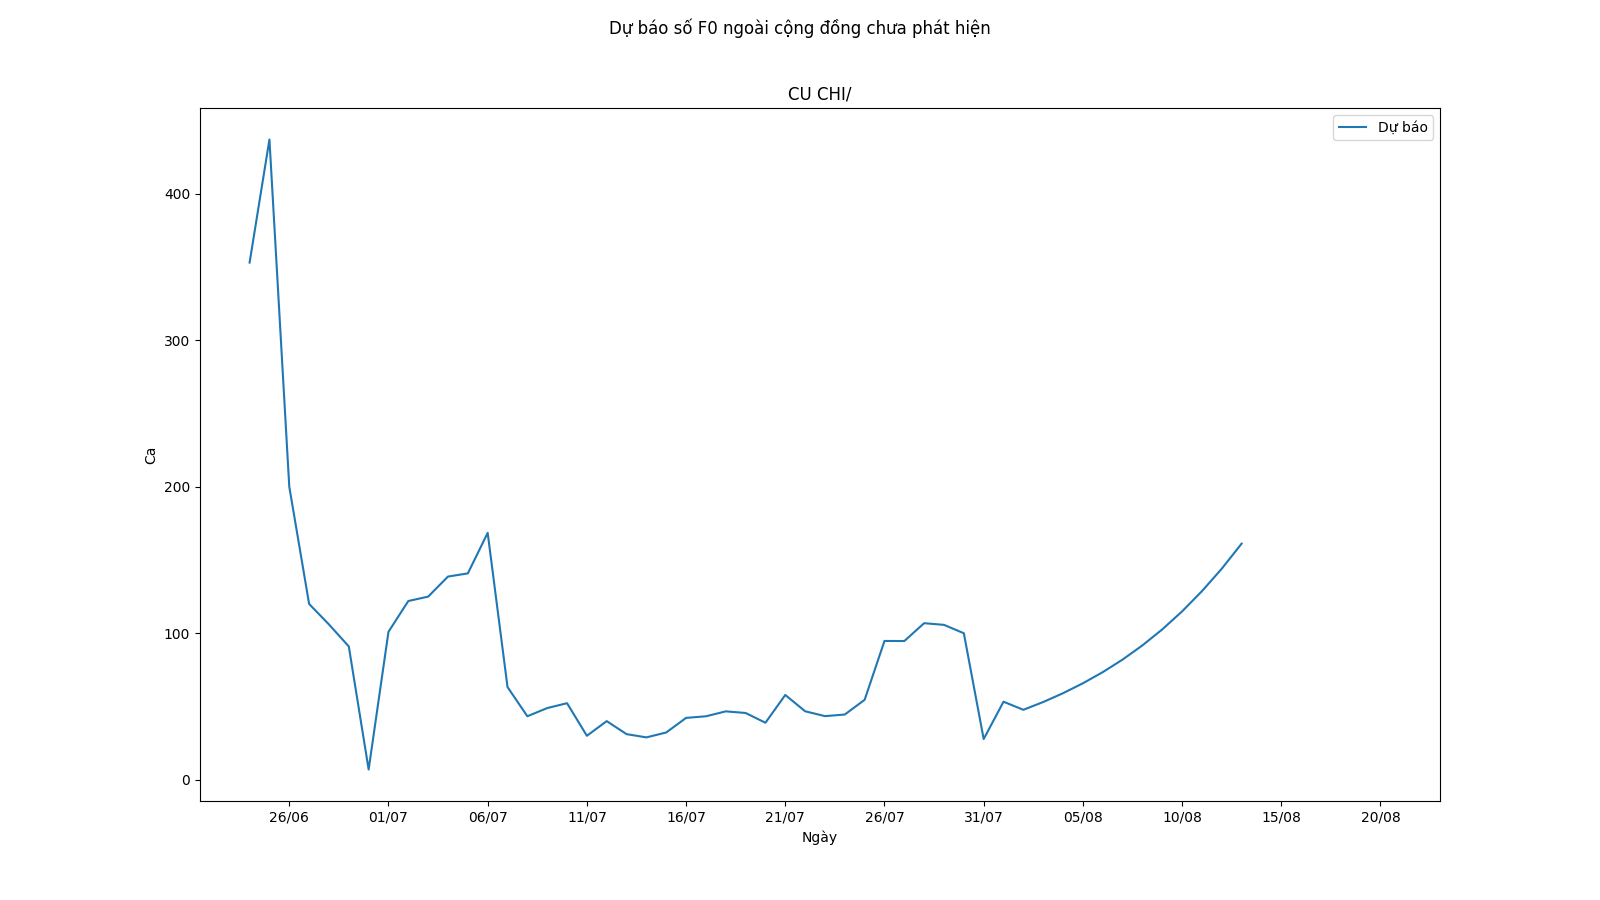 Dự báo số F0 ngoài cộng đồng chưa phát hiện
CU CHI/
Dự báo
400
300
200
100
0
Ca
26/06 01/07 06/07 11/07 16/07 21/07 26/07 31/07 05/08 10/08 15/08 20/08
Ngày